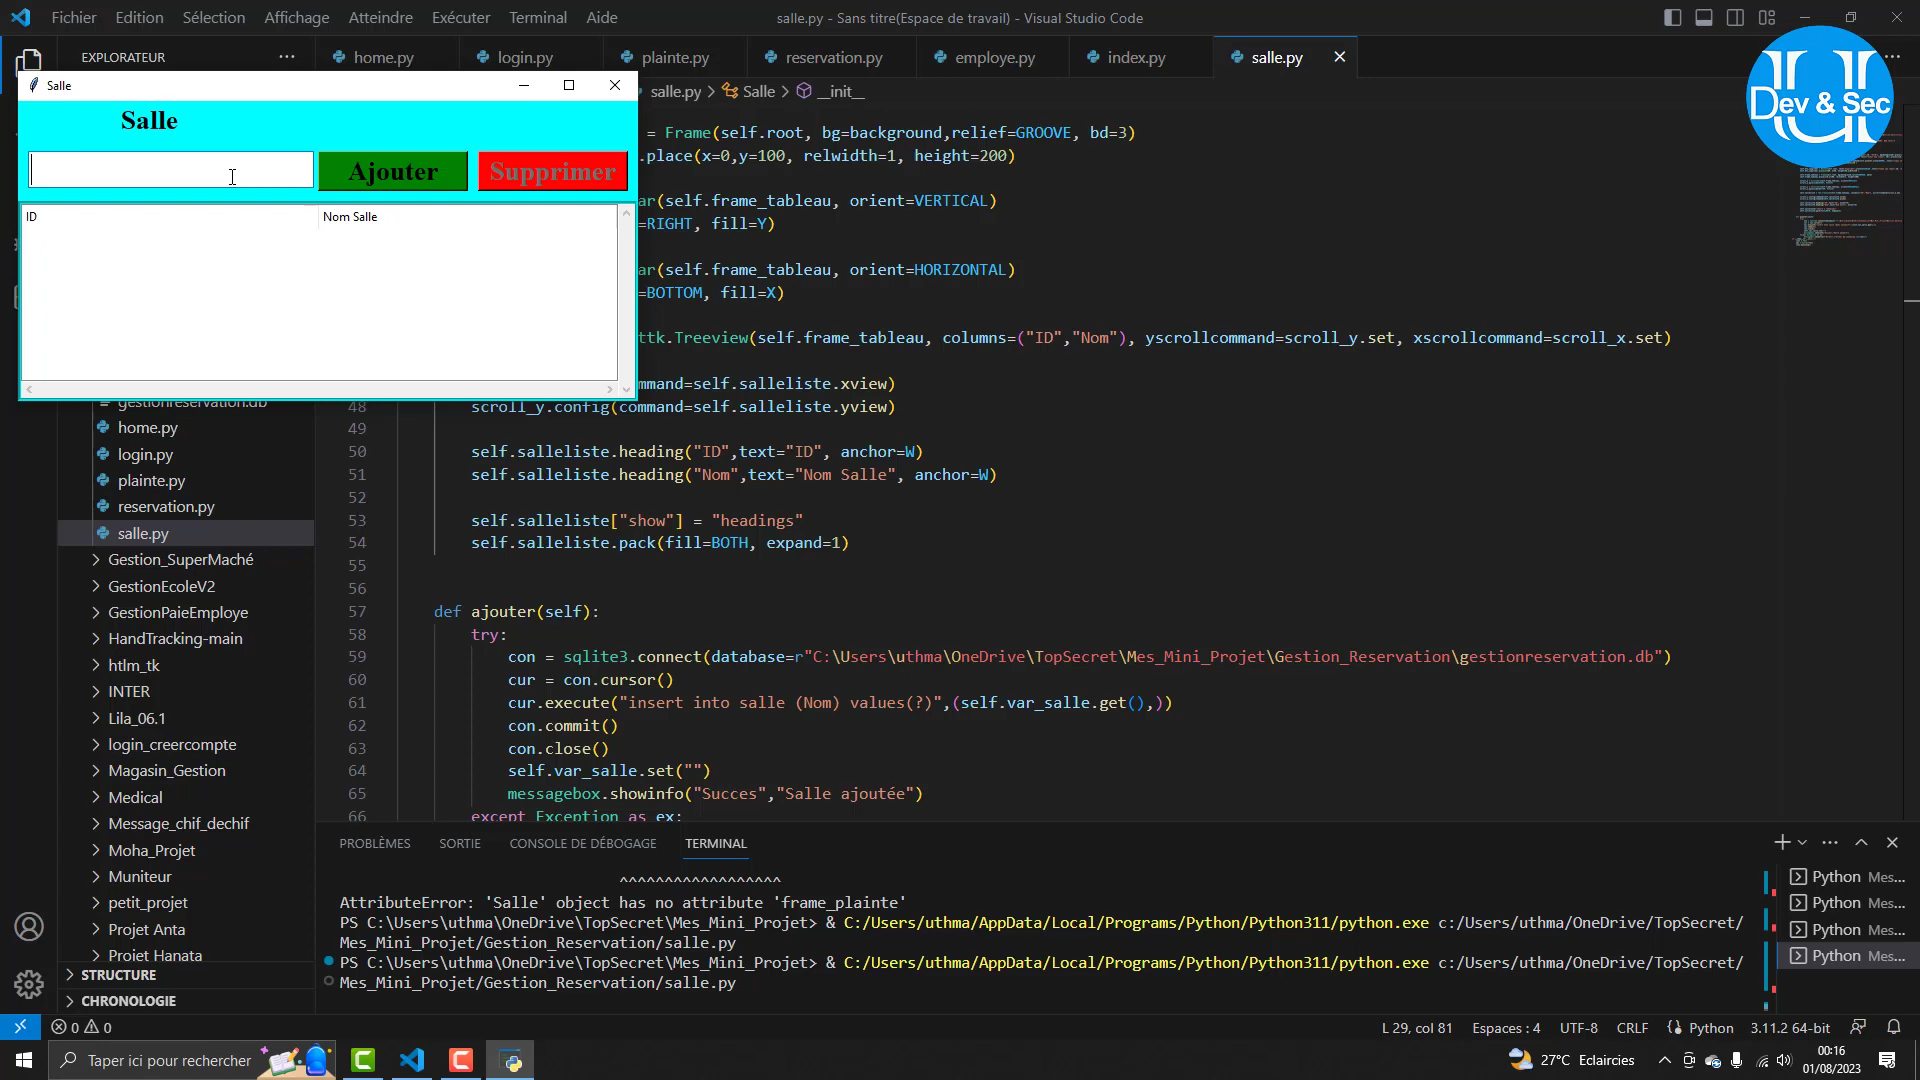 Fichier Edition Sélection Affichage Atteindre Exécuter Terminal Aide
salle.py - Sans titre(Espace de travail) - Visual Studio Code
EXPLORATEUR
home.py login.py plainte.py reservation.py employe.py index.py salle.py
Dev & Sec
Salle
salle.py > Salle > __init__
Salle
Ajouter Supprimer
ID Nom Salle
= Frame(self.root, bg=background,relief=GROOVE, bd=3)
.place(x=0,y=100, relwidth=1, height=200)
ar(self.frame_tableau, orient=VERTICAL)
=RIGHT, fill=Y)
ar(self.frame_tableau, orient=HORIZONTAL)
=BOTTOM, fill=X)
ttk.Treeview(self.frame_tableau, columns=("ID","Nom"), yscrollcommand=scroll_y.set, xscrollcommand=scroll_x.set)
mmand=self.salleliste.xview)
48 scroll_y.config(command=self.salleliste.yview)
49
50 self.salleliste.heading("ID",text="ID", anchor=W)
51 self.salleliste.heading("Nom",text="Nom Salle", anchor=W)
52
53 self.salleliste["show"] = "headings"
54 self.salleliste.pack(fill=BOTH, expand=1)
55
56
57 def ajouter(self):
58 try:
59 con = sqlite3.connect(database=r"C:\Users\uthma\OneDrive\TopSecret\Mes_Mini_Projet\Gestion_Reservation\gestionreservation.db")
60 cur = con.cursor()
61 cur.execute("insert into salle (Nom) values(?)",(self.var_salle.get(),))
62 con.commit()
63 con.close()
64 self.var_salle.set("")
65 messagebox.showinfo("Succes","Salle ajoutée")
66 except Exception as ex:
gestionreservation.db
home.py
login.py
plainte.py
reservation.py
salle.py
Gestion_SuperMaché
GestionEcoleV2
GestionPaieEmploye
HandTracking-main
htlm_tk
INTER
Lila_06.1
login_creercompte
Magasin_Gestion
Medical
Message_chif_dechif
Moha_Projet
Muniteur
petit_projet
Projet Anta
Projet Hanata
STRUCTURE
CHRONOLOGIE
PROBLÈMES SORTIE CONSOLE DE DÉBOGAGE TERMINAL
^^^^^^^^^^^^^^^^^^
AttributeError: 'Salle' object has no attribute 'frame_plainte'
PS C:\Users\uthma\OneDrive\TopSecret\Mes_Mini_Projet> & C:/Users/uthma/AppData/Local/Programs/Python/Python311/python.exe c:/Users/uthma/OneDrive/TopSecret/
Mes_Mini_Projet/Gestion_Reservation/salle.py
PS C:\Users\uthma\OneDrive\TopSecret\Mes_Mini_Projet> & C:/Users/uthma/AppData/Local/Programs/Python/Python311/python.exe c:/Users/uthma/OneDrive/TopSecret/
Mes_Mini_Projet/Gestion_Reservation/salle.py
Python Mes...
Python Mes...
Python Mes...
Python Mes...
0 0
L 29, col 81 Espaces : 4 UTF-8 CRLF Python 3.11.2 64-bit
Taper ici pour rechercher
27°C Eclaircies
00:16
01/08/2023